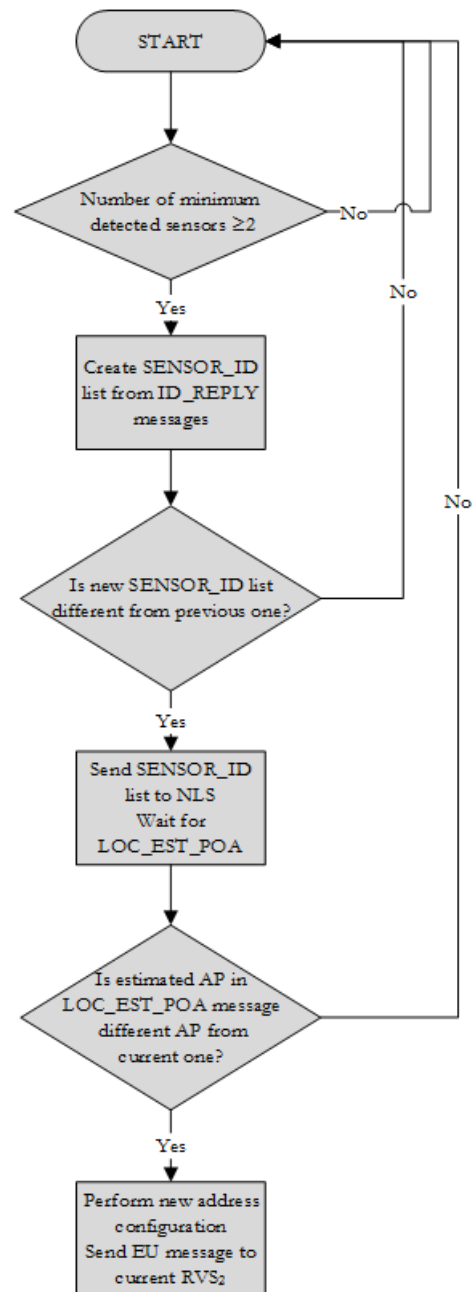 START
Number of minimum
detected sensors ≥2
No
Yes
Create SENSOR_ID
list from ID_REPLY
messages
No
Is new SENSOR_ID list
different from previous one?
No
Yes
Send SENSOR_ID
list to NLS
Wait for
LOC_EST_POA
Is estimated AP in
LOC_EST_POA message
different AP from
current one?
Yes
Perform new address
configuration
Send EU message to
current RVS₂